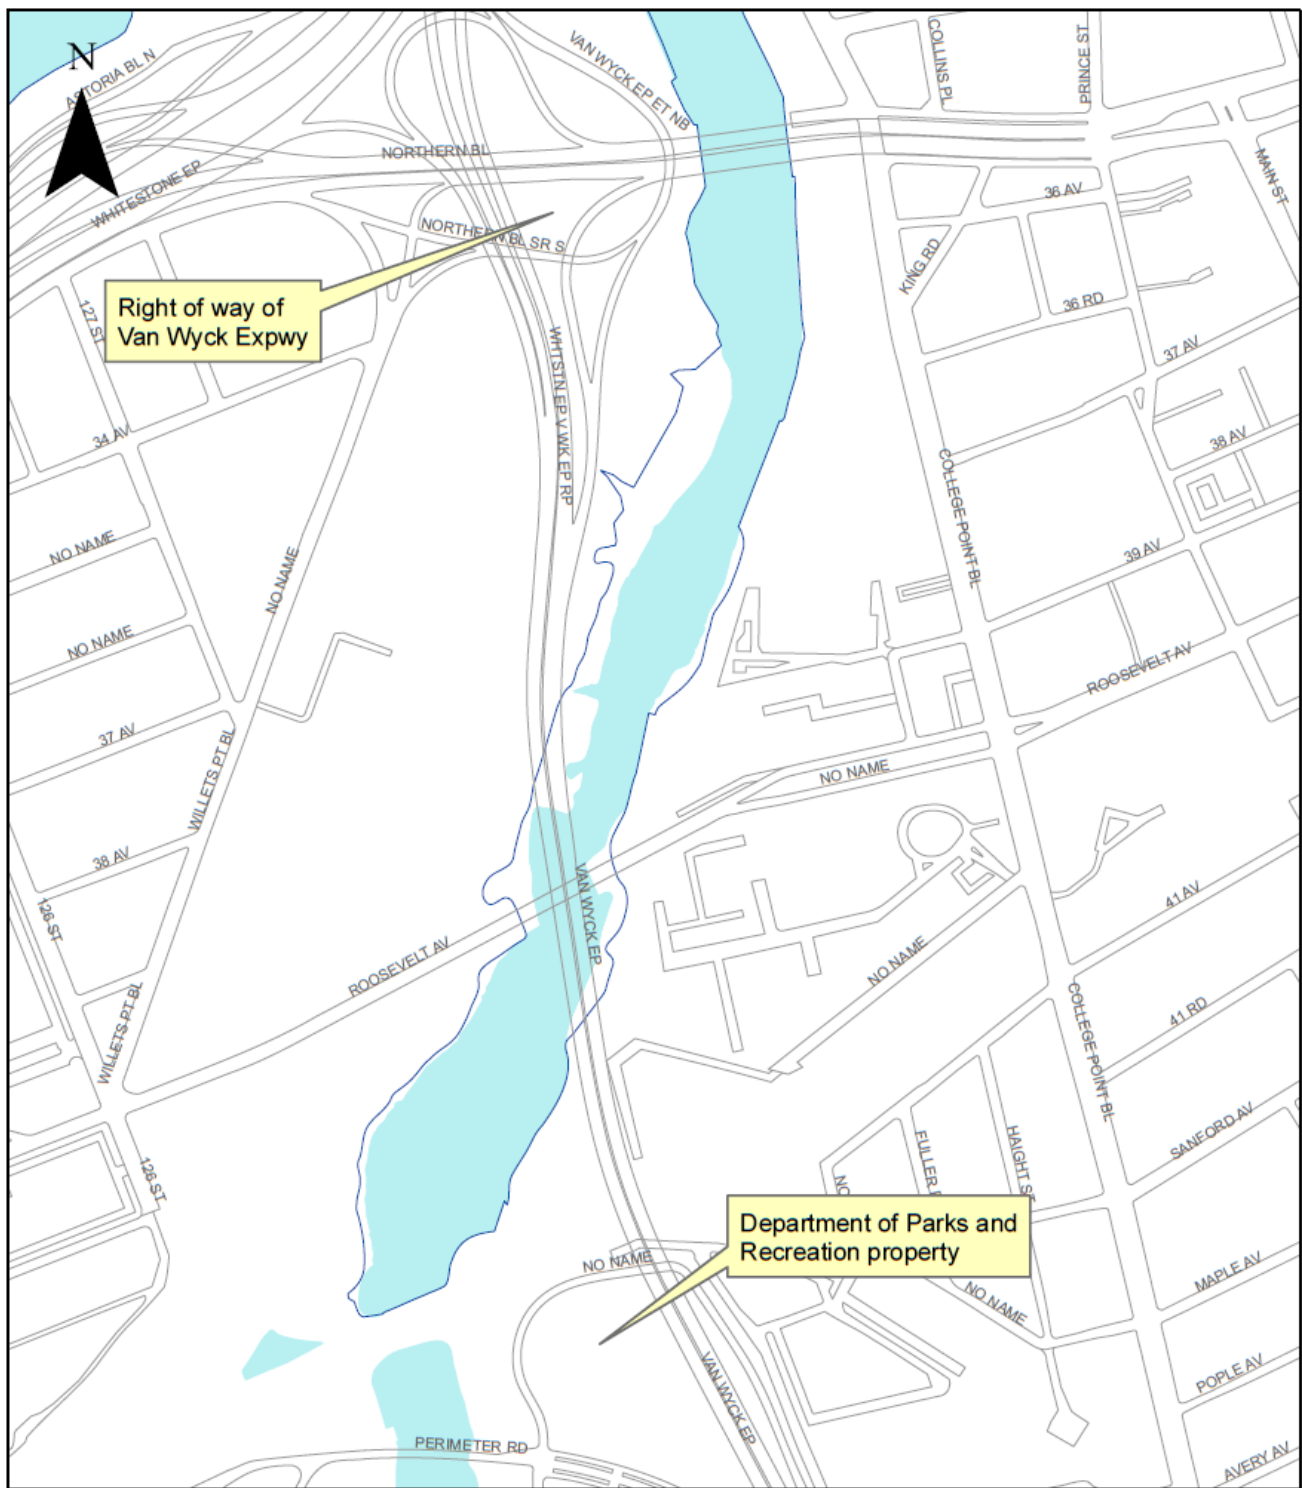 N
ASTORIA BL N
VAN WYCK EP ET NB
COLLINS PL
PRINCE ST
NORTHERN BL
MAIN ST
WHITESTONE EP
36 AV
NORTHERN BL SR S
KING RD
Right of way of
Van Wyck Expwy
127 ST
36 RD
37 AV
WHTSTN EP V WK EP RP
34 AV
38 AV
COLLEGE POINT BL
NO NAME
39 AV
NO NAME
NO NAME
ROOSEVELT AV
37 AV
WILLETS PT BL
NO NAME
38 AV
VAN WYCK EP
41 AV
126 ST
ROOSEVELT AV
NO NAME
WILLETS PT BL
COLLEGE POINT BL
41 RD
SANFORD AV
FULLER
HAIGHT ST
126 ST
NO
Department of Parks and
Recreation property
NO NAME
MAPLE AV
NO NAME
VAN WYCK EP
POPLE AV
PERIMETER RD
AVERY AV